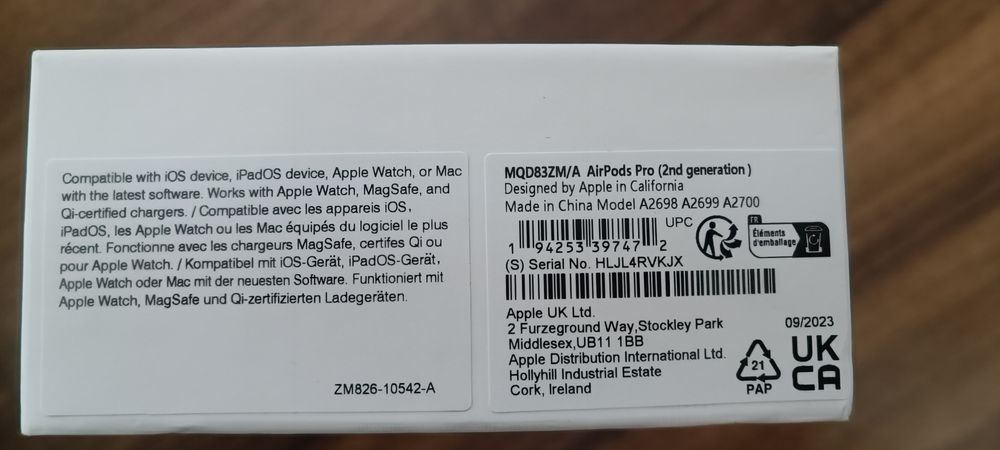 Compatible with iOS device, iPadOS device, Apple Watch, or Mac
with the latest software. Works with Apple Watch, MagSafe, and
Qi-certified chargers. / Compatible avec les appareils iOS,
iPadOS, les Apple Watch ou les Mac équipés du logiciel le plus
récent. Fonctionne avec les chargeurs MagSafe, certifes Qi ou
pour Apple Watch. / Kompatibel mit iOS-Gerät, iPadOS-Gerät,
Apple Watch oder Mac mit der neuesten Software. Funktioniert mit
Apple Watch, MagSafe und Qi-zertifizierten Ladegeräten.
ZM826-10542-A
MQD83ZM/A AirPods Pro (2nd generation )
Designed by Apple in California
Made in China Model A2698 A2699 A2700
UPC
1 94253 39747 2
FR
Éléments
d'emballage
(S) Serial No. HLJL4RVKJX
Apple UK Ltd.
2 Furzeground Way,Stockley Park
Middlesex,UB11 1BB
Apple Distribution International Ltd.
Hollyhill Industrial Estate
Cork, Ireland
09/2023
21
PAP
UK
CA